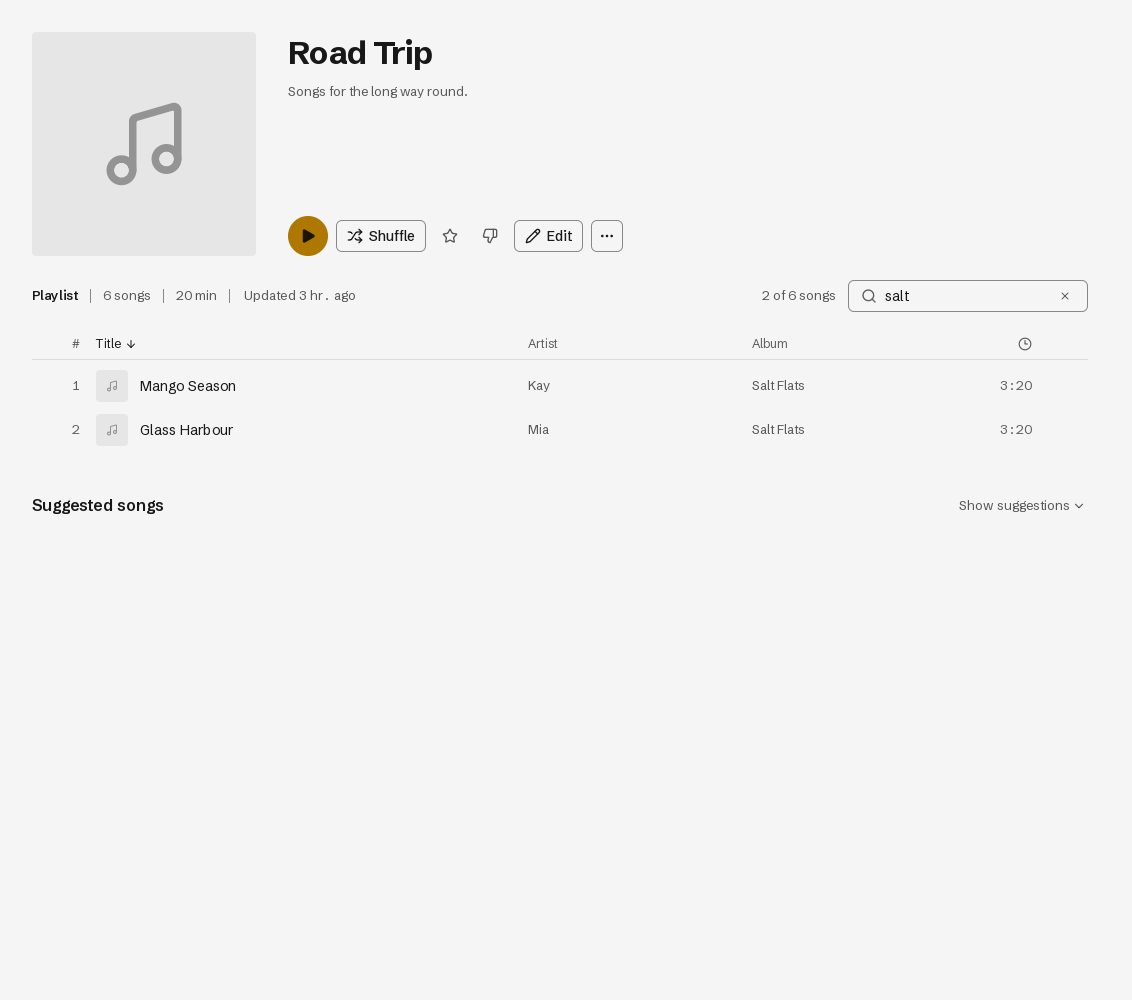 Road Trip
Songs for the long way round.
Shuffle
Edit
Playlist
6 songs
20 min
Updated 3 hr. ago
2 of 6 songs
salt
# Title Artist Album
1 Mango Season Kay Salt Flats 3:20
2 Glass Harbour Mia Salt Flats 3:20
Suggested songs
Show suggestions